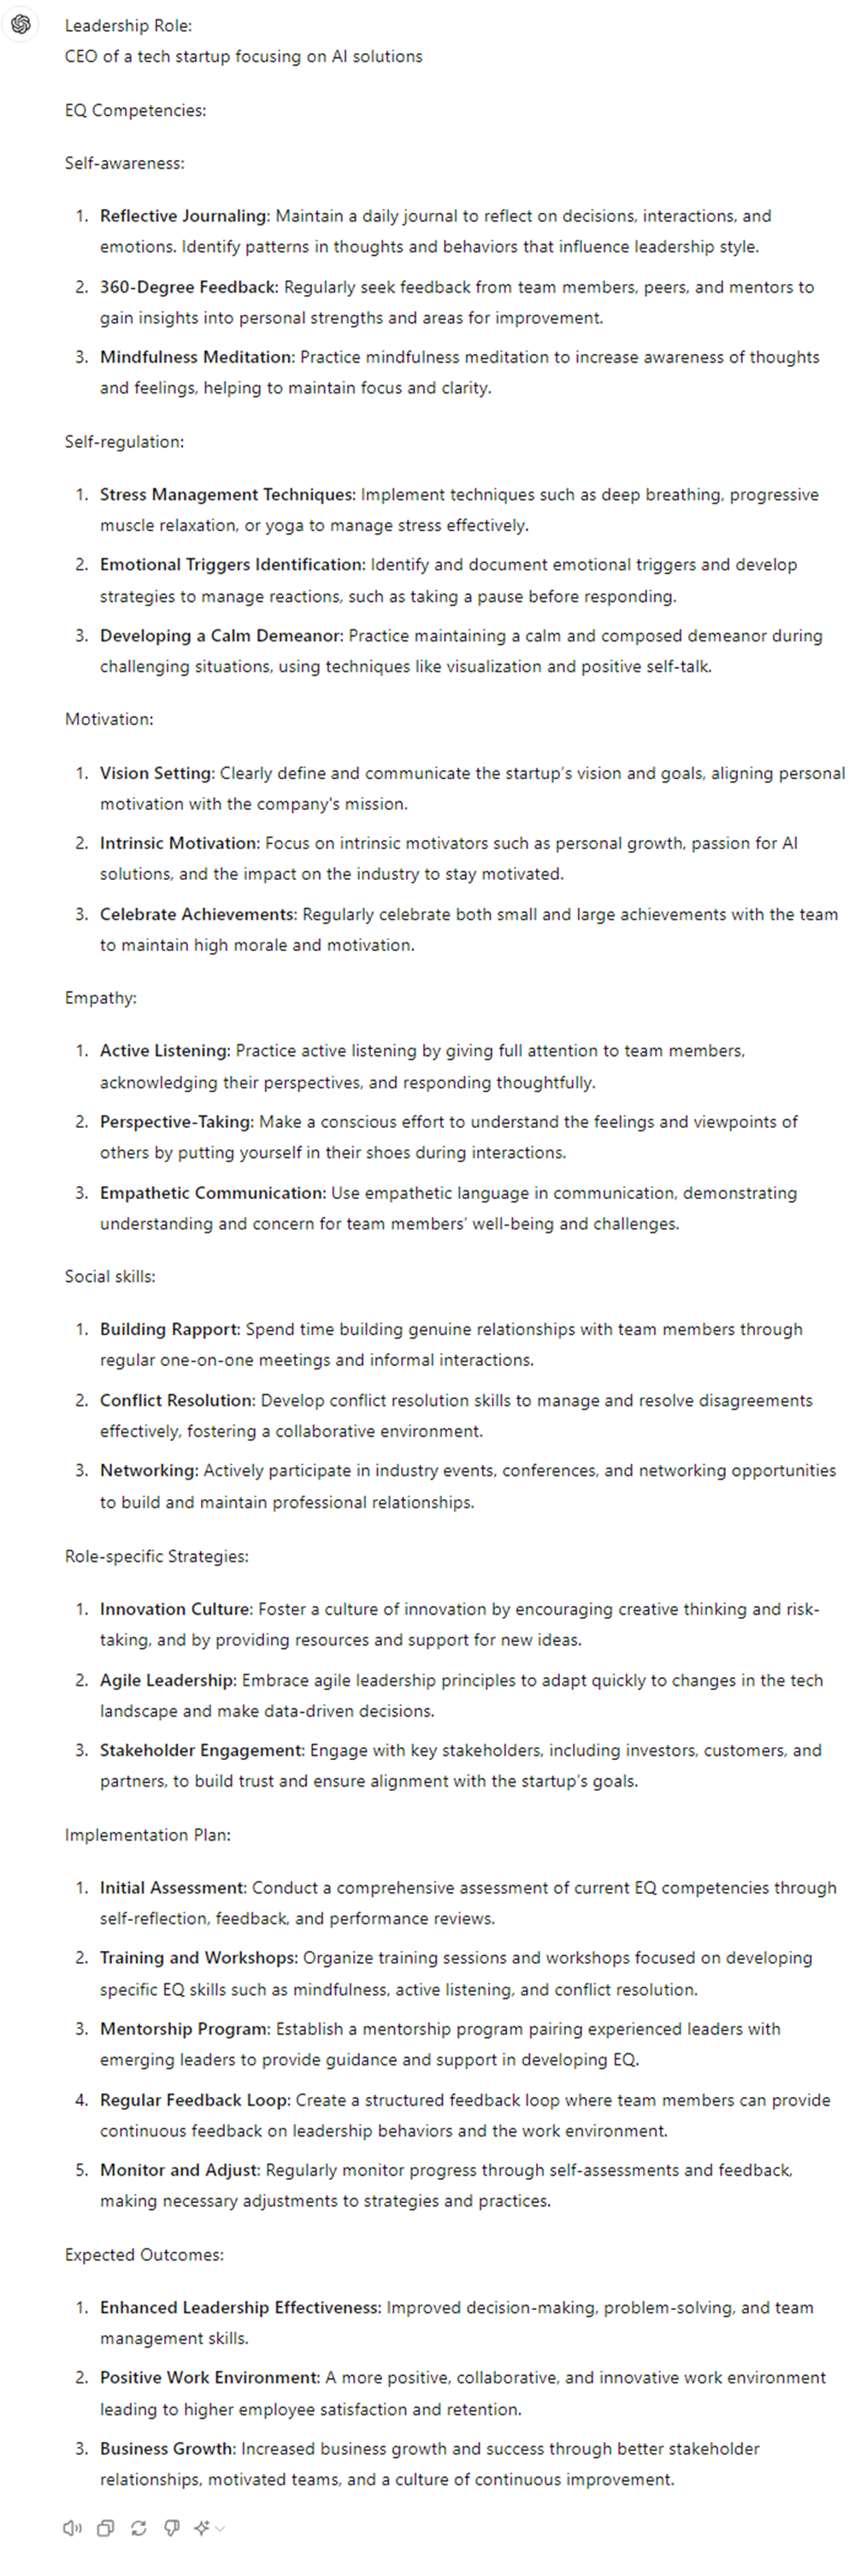 Leadership Role:
CEO of a tech startup focusing on AI solutions
EQ Competencies:
Self-awareness:
1. Reflective Journaling: Maintain a daily journal to reflect on decisions, interactions, and
emotions. Identify patterns in thoughts and behaviors that influence leadership style.
2. 360-Degree Feedback: Regularly seek feedback from team members, peers, and mentors to
gain insights into personal strengths and areas for improvement.
3. Mindfulness Meditation: Practice mindfulness meditation to increase awareness of thoughts
and feelings, helping to maintain focus and clarity.
Self-regulation:
1. Stress Management Techniques: Implement techniques such as deep breathing, progressive
muscle relaxation, or yoga to manage stress effectively.
2. Emotional Triggers Identification: Identify and document emotional triggers and develop
strategies to manage reactions, such as taking a pause before responding.
3. Developing a Calm Demeanor: Practice maintaining a calm and composed demeanor during
challenging situations, using techniques like visualization and positive self-talk.
Motivation:
1. Vision Setting: Clearly define and communicate the startup's vision and goals, aligning personal
motivation with the company's mission.
2. Intrinsic Motivation: Focus on intrinsic motivators such as personal growth, passion for AI
solutions, and the impact on the industry to stay motivated.
3. Celebrate Achievements: Regularly celebrate both small and large achievements with the team
to maintain high morale and motivation.
Empathy:
1. Active Listening: Practice active listening by giving full attention to team members,
acknowledging their perspectives, and responding thoughtfully.
2. Perspective-Taking: Make a conscious effort to understand the feelings and viewpoints of
others by putting yourself in their shoes during interactions.
3. Empathetic Communication: Use empathetic language in communication, demonstrating
understanding and concern for team members' well-being and challenges.
Social skills:
1. Building Rapport: Spend time building genuine relationships with team members through
regular one-on-one meetings and informal interactions.
2. Conflict Resolution: Develop conflict resolution skills to manage and resolve disagreements
effectively, fostering a collaborative environment.
3. Networking: Actively participate in industry events, conferences, and networking opportunities
to build and maintain professional relationships.
Role-specific Strategies:
1. Innovation Culture: Foster a culture of innovation by encouraging creative thinking and risk-
taking, and by providing resources and support for new ideas.
2. Agile Leadership: Embrace agile leadership principles to adapt quickly to changes in the tech
landscape and make data-driven decisions.
3. Stakeholder Engagement: Engage with key stakeholders, including investors, customers, and
partners, to build trust and ensure alignment with the startup's goals.
Implementation Plan:
1. Initial Assessment: Conduct a comprehensive assessment of current EQ competencies through
self-reflection, feedback, and performance reviews.
2. Training and Workshops: Organize training sessions and workshops focused on developing
specific EQ skills such as mindfulness, active listening, and conflict resolution.
3. Mentorship Program: Establish a mentorship program pairing experienced leaders with
emerging leaders to provide guidance and support in developing EQ.
4. Regular Feedback Loop: Create a structured feedback loop where team members can provide
continuous feedback on leadership behaviors and the work environment.
5. Monitor and Adjust: Regularly monitor progress through self-assessments and feedback,
making necessary adjustments to strategies and practices.
Expected Outcomes:
1. Enhanced Leadership Effectiveness: Improved decision-making, problem-solving, and team
management skills.
2. Positive Work Environment: A more positive, collaborative, and innovative work environment
leading to higher employee satisfaction and retention.
3. Business Growth: Increased business growth and success through better stakeholder
relationships, motivated teams, and a culture of continuous improvement.